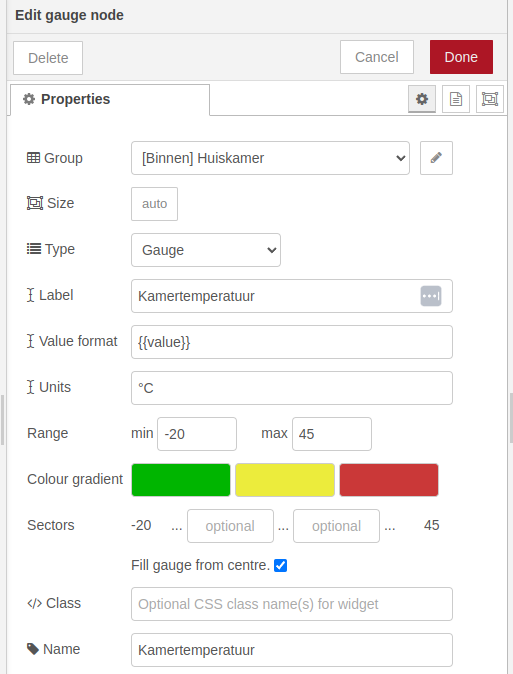 Edit gauge node
Delete Cancel Done
Properties
Group [Binnen] Huiskamer
Size auto
Type Gauge
Label Kamertemperatuur
Value format {{value}}
Units °C
Range min -20 max 45
Colour gradient
Sectors -20 ... optional ... optional ... 45
Fill gauge from centre.
Class Optional CSS class name(s) for widget
Name Kamertemperatuur